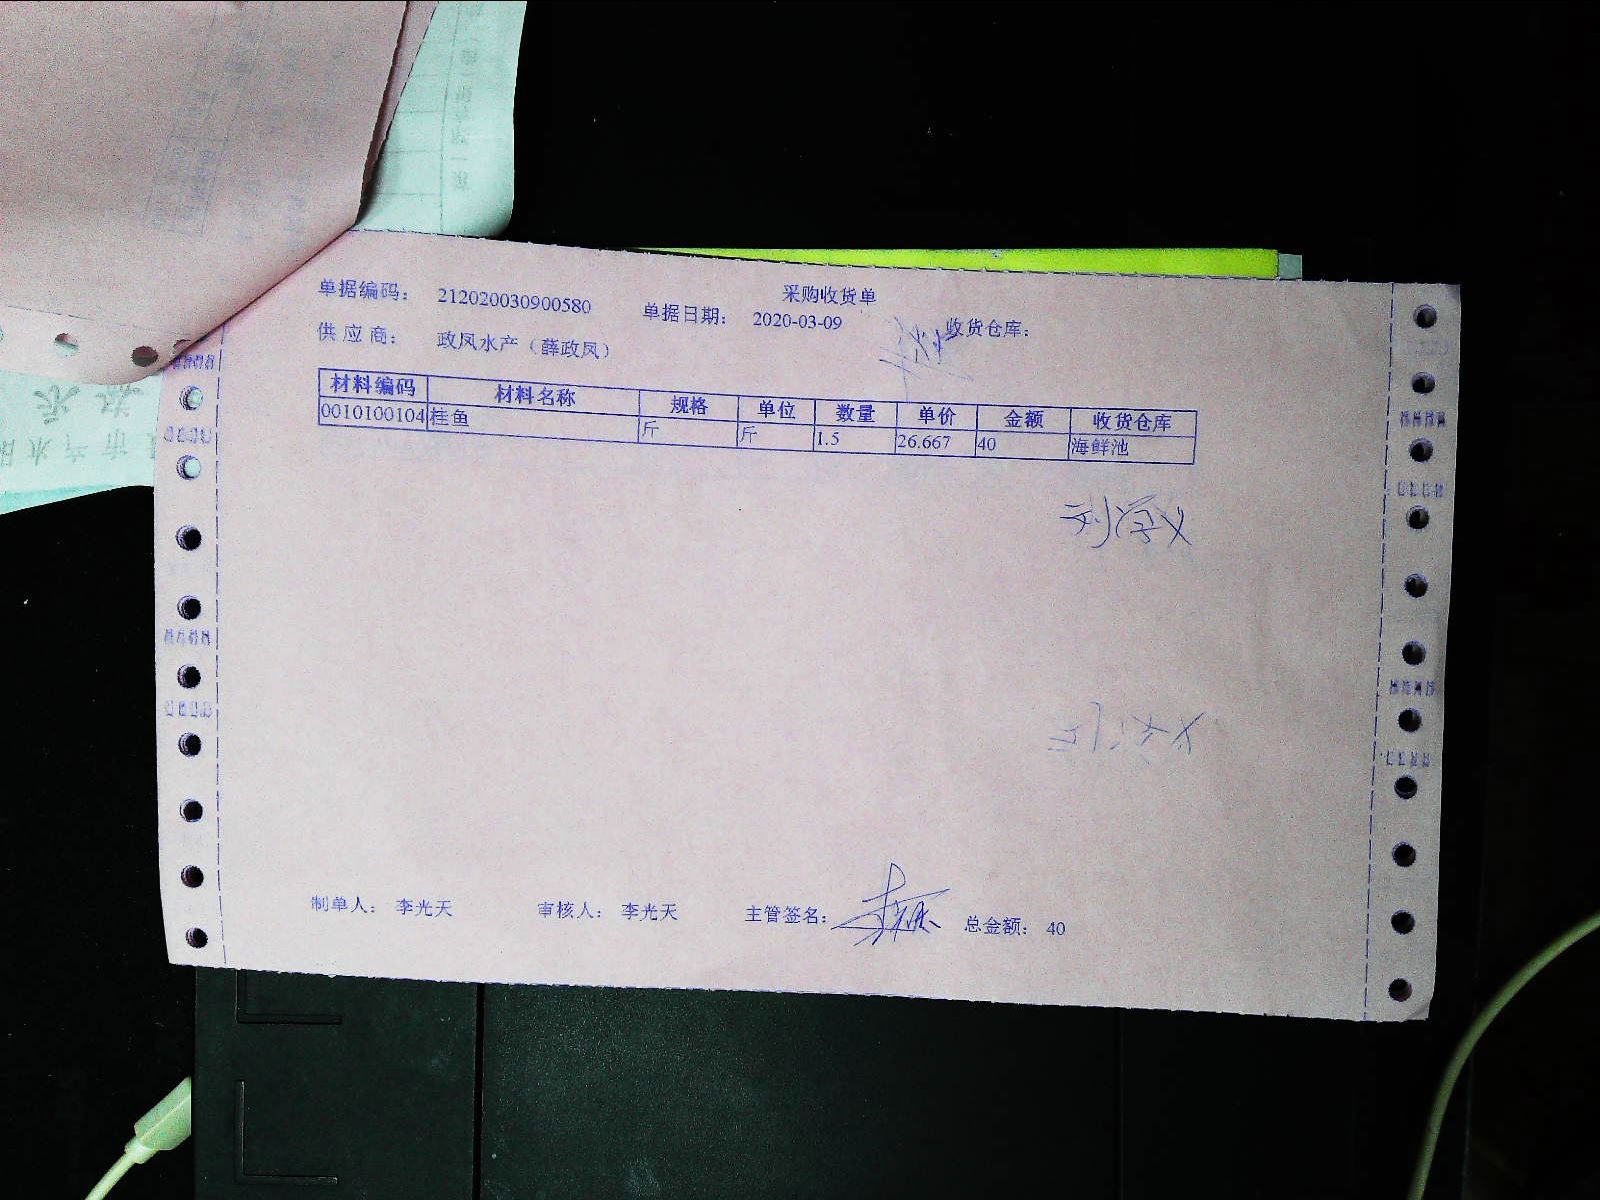 采购收货单
单据编码： 212020030900580 单据日期： 2020-03-09 收货仓库：
供应商： 政凤水产（薛政凤）
材料编码 材料名称 规格 单位 数量 单价 金额 收货仓库
0010100104 桂鱼 斤 斤 1.5 26.667 40 海鲜池
制单人： 李光天 审核人： 李光天 主管签名： 总金额： 40